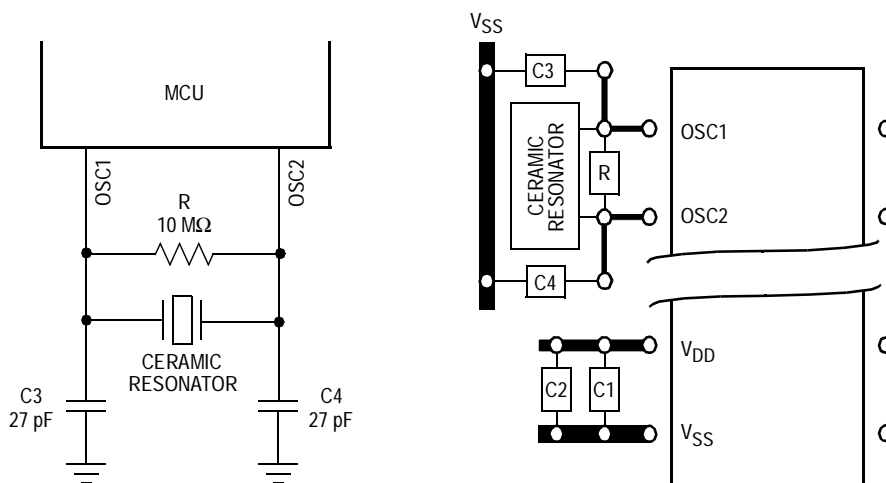 MCU
OSC1
OSC2
R
10 MΩ
CERAMIC
RESONATOR
C3
27 pF
C4
27 pF
VSS
C3
CERAMIC
RESONATOR
R
C4
OSC1
OSC2
C2
C1
VDD
VSS